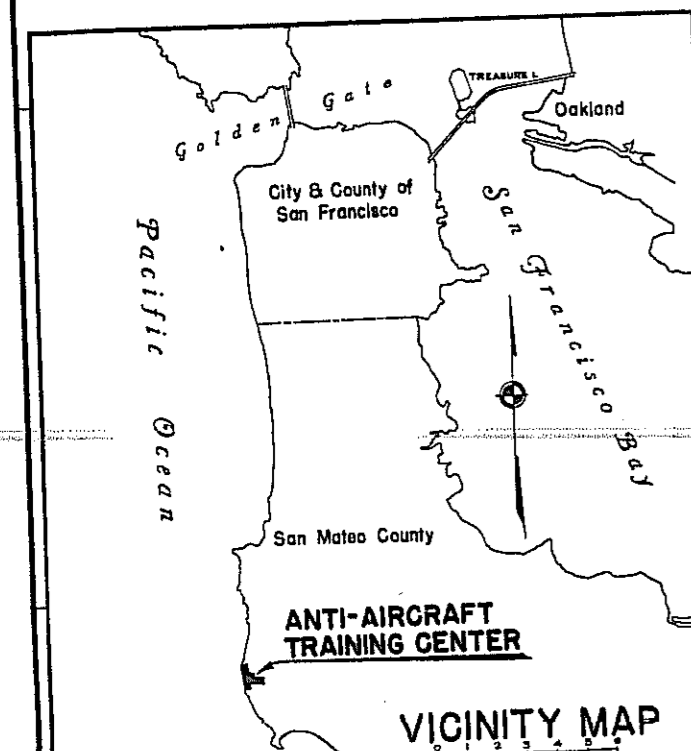 TREASURE I.
Golden Gate
Oakland
City & County of
San Francisco
San Francisco Bay
Pacific Ocean
San Mateo County
ANTI-AIRCRAFT
TRAINING CENTER
VICINITY MAP
0 1 2 3 4 5